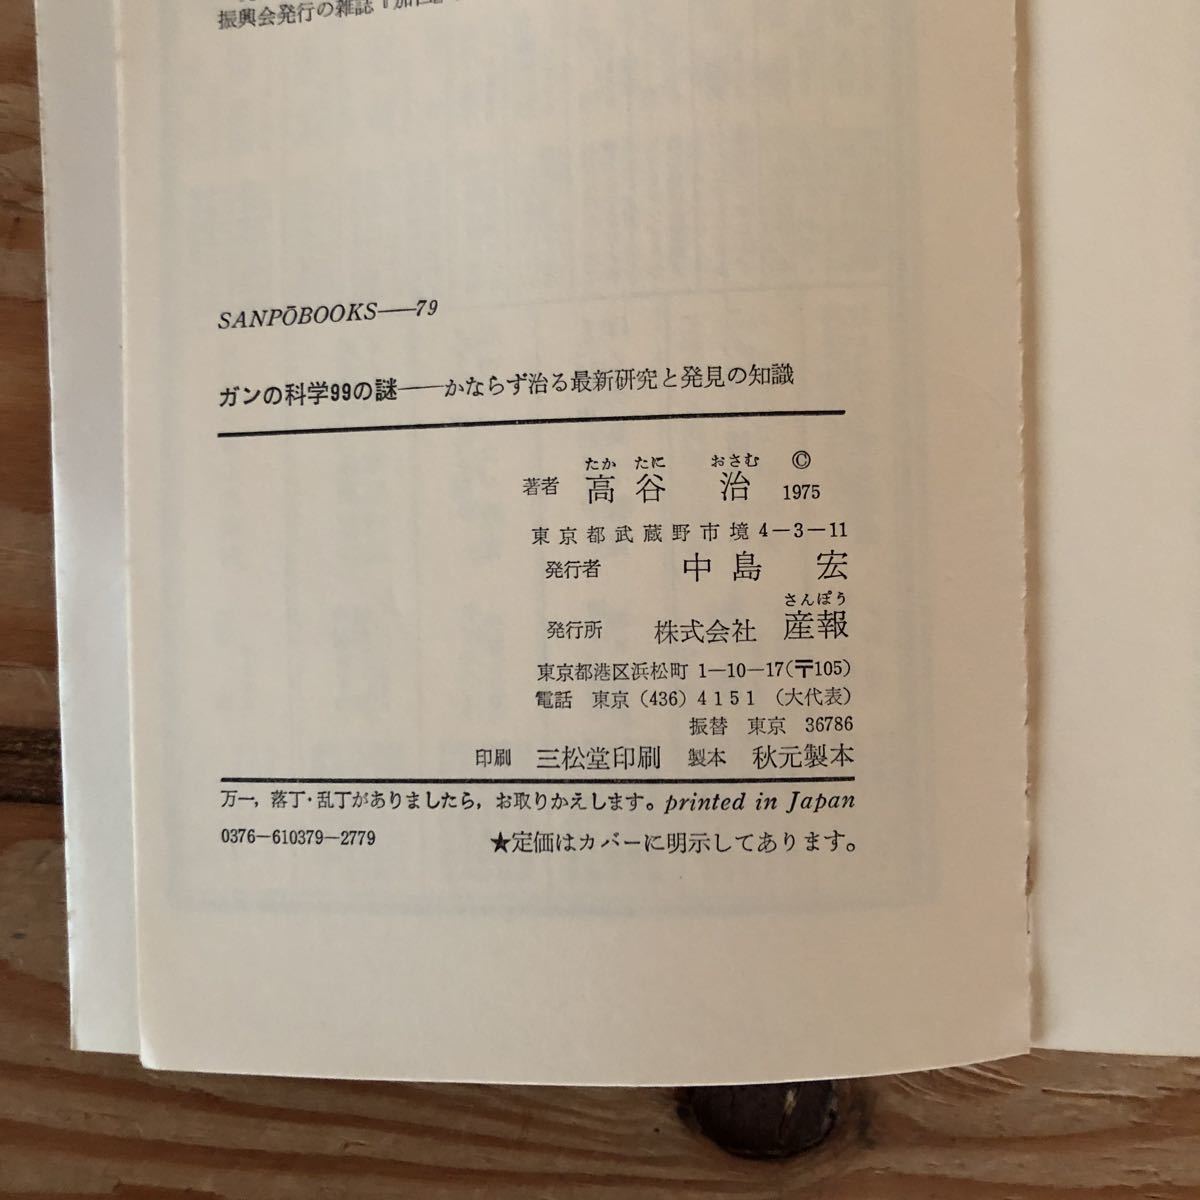 振興会発行の雑誌『
SANPŌBOOKS——79
ガンの科学99の謎——かならず治る最新研究と発見の知識
たか たに おさむ ©
著者 高谷 治 1975
東京都武蔵野市境4-3-11
発行者 中島 宏
さんぽう
発行所 株式会社 産報
東京都港区浜松町 1-10-17(〒105)
電話 東京 (436) 4151 (大代表)
振替 東京 36786
印刷 三松堂印刷 製本 秋元製本
万一，落丁・乱丁がありましたら，お取りかえします。printed in Japan
0376-610379-2779 ★定価はカバーに明示してあります。